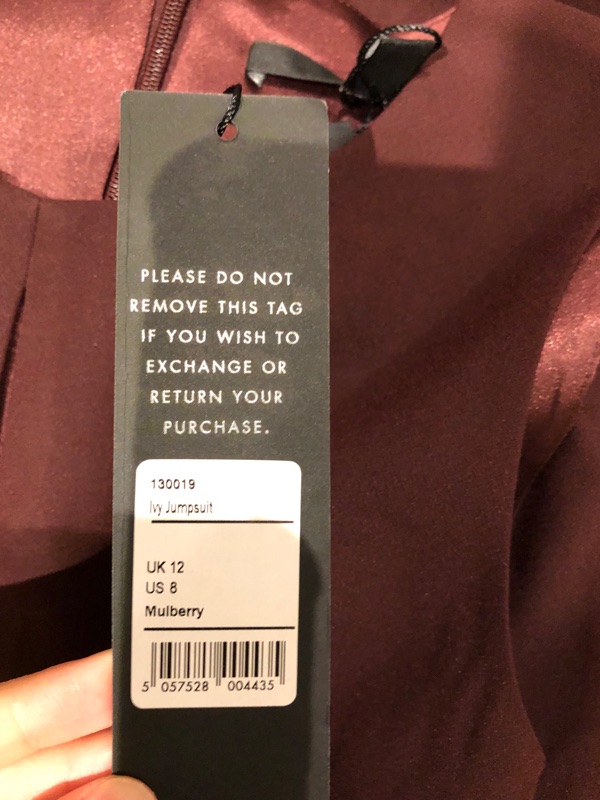 PLEASE DO NOT
REMOVE THIS TAG
IF YOU WISH TO
EXCHANGE OR
RETURN YOUR
PURCHASE.
130019
Ivy Jumpsuit
UK 12
US 8
Mulberry
5 057528 004435